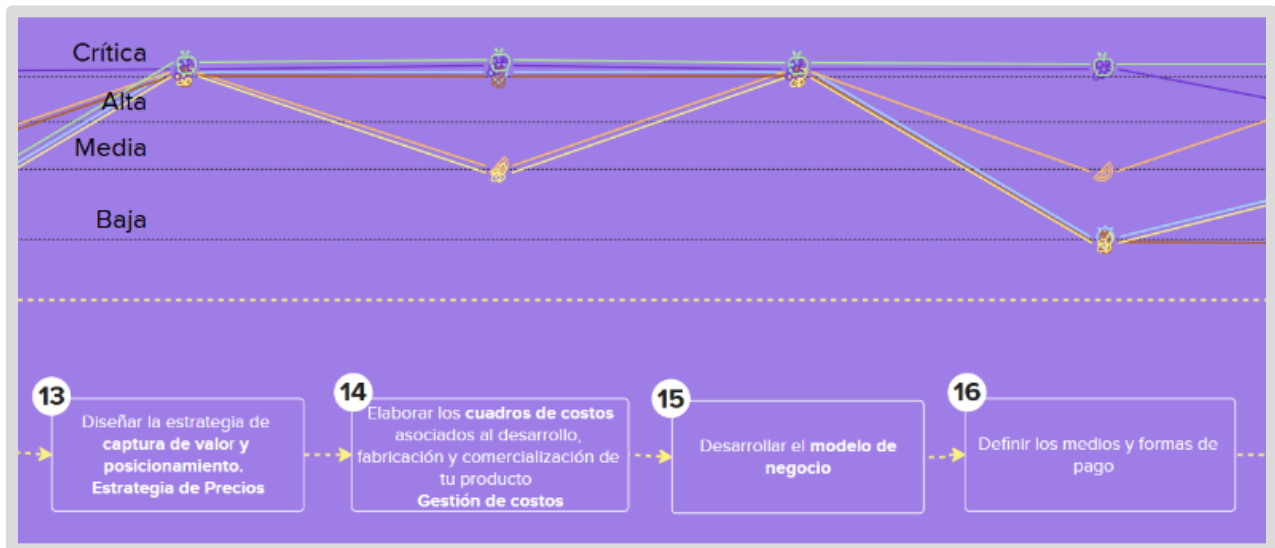 Crítica
Alta
Media
Baja
13
Diseñar la estrategia de
captura de valor y
posicionamiento.
Estrategia de Precios
14
Elaborar los cuadros de costos
asociados al desarrollo,
fabricación y comercialización de
tu producto
Gestión de costos
15
Desarrollar el modelo de
negocio
16
Definir los medios y formas de
pago